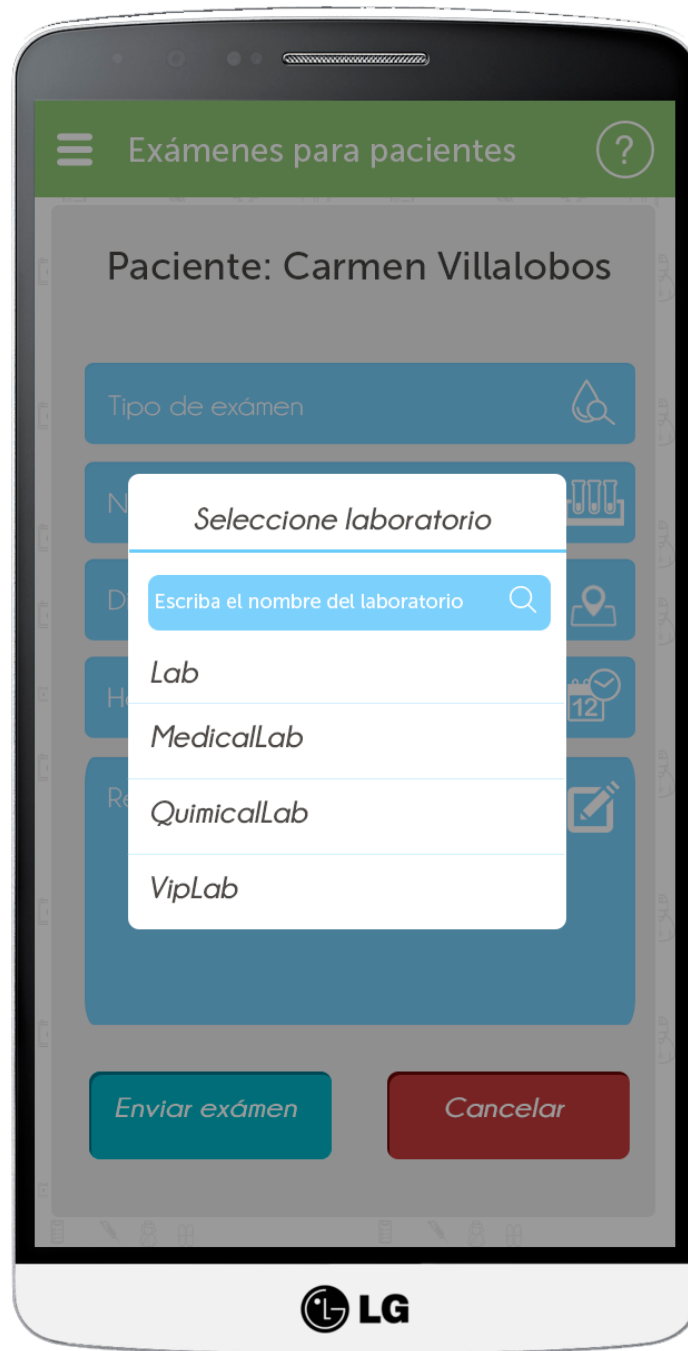 Exámenes para pacientes
?
Paciente: Carmen Villalobos
Tipo de exámen
Seleccione laboratorio
Escriba el nombre del laboratorio
Lab
MedicalLab
12
QuimicalLab
VipLab
Enviar exámen
Cancelar
LG